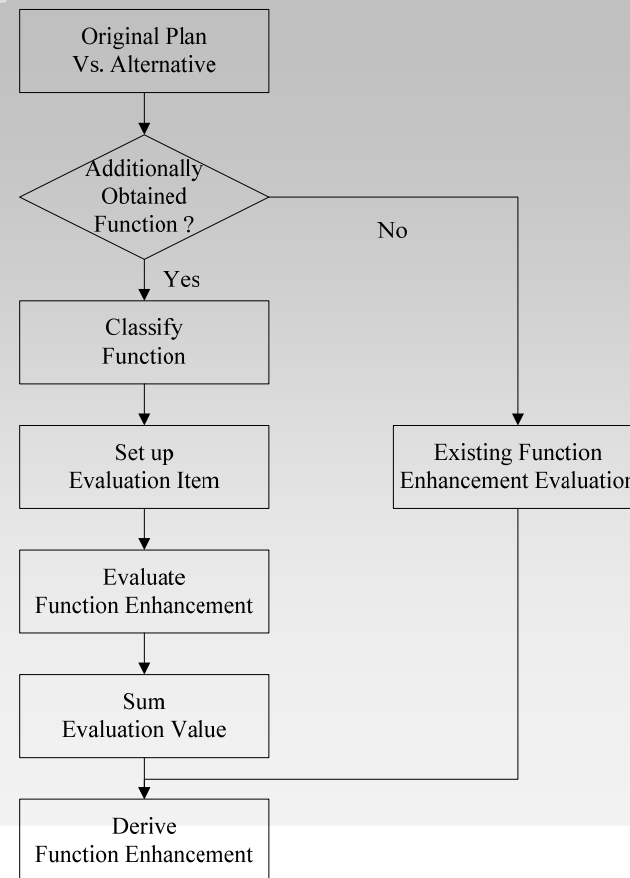 Original Plan
Vs. Alternative
Additionally
Obtained
Function ?
No
Yes
Classify
Function
Set up
Evaluation Item
Existing Function
Enhancement Evaluation
Evaluate
Function Enhancement
Sum
Evaluation Value
Derive
Function Enhancement